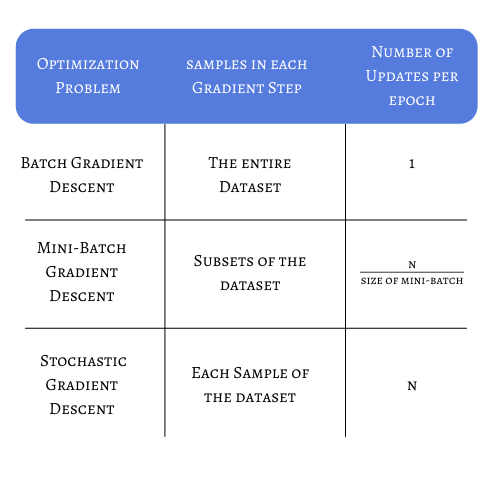 Optimization
Problem
samples in each
Gradient Step
Number of
Updates per
epoch
Batch Gradient
Descent
The entire
Dataset
1
Mini-Batch
Gradient
Descent
Subsets of the
dataset
n
size of mini-batch
Stochastic
Gradient
Descent
Each Sample of
the dataset
n